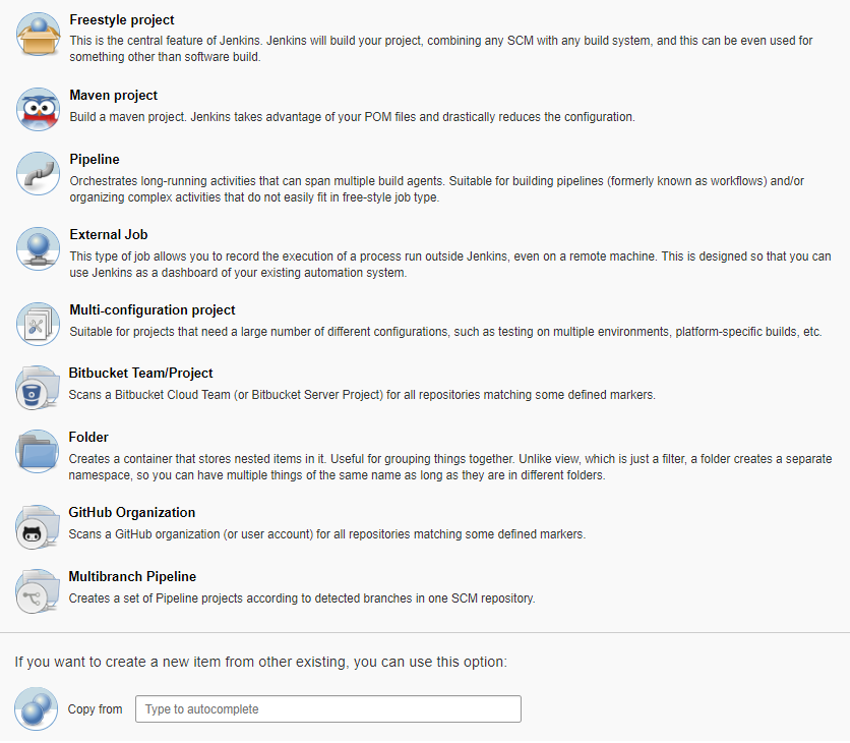 Freestyle project
This is the central feature of Jenkins. Jenkins will build your project, combining any SCM with any build system, and this can be even used for
something other than software build.
Maven project
Build a maven project. Jenkins takes advantage of your POM files and drastically reduces the configuration.
Pipeline
Orchestrates long-running activities that can span multiple build agents. Suitable for building pipelines (formerly known as workflows) and/or
organizing complex activities that do not easily fit in free-style job type.
External Job
This type of job allows you to record the execution of a process run outside Jenkins, even on a remote machine. This is designed so that you can
use Jenkins as a dashboard of your existing automation system.
Multi-configuration project
Suitable for projects that need a large number of different configurations, such as testing on multiple environments, platform-specific builds, etc.
Bitbucket Team/Project
Scans a Bitbucket Cloud Team (or Bitbucket Server Project) for all repositories matching some defined markers.
Folder
Creates a container that stores nested items in it. Useful for grouping things together. Unlike view, which is just a filter, a folder creates a separate
namespace, so you can have multiple things of the same name as long as they are in different folders.
GitHub Organization
Scans a GitHub organization (or user account) for all repositories matching some defined markers.
Multibranch Pipeline
Creates a set of Pipeline projects according to detected branches in one SCM repository.
If you want to create a new item from other existing, you can use this option:
Copy from
Type to autocomplete